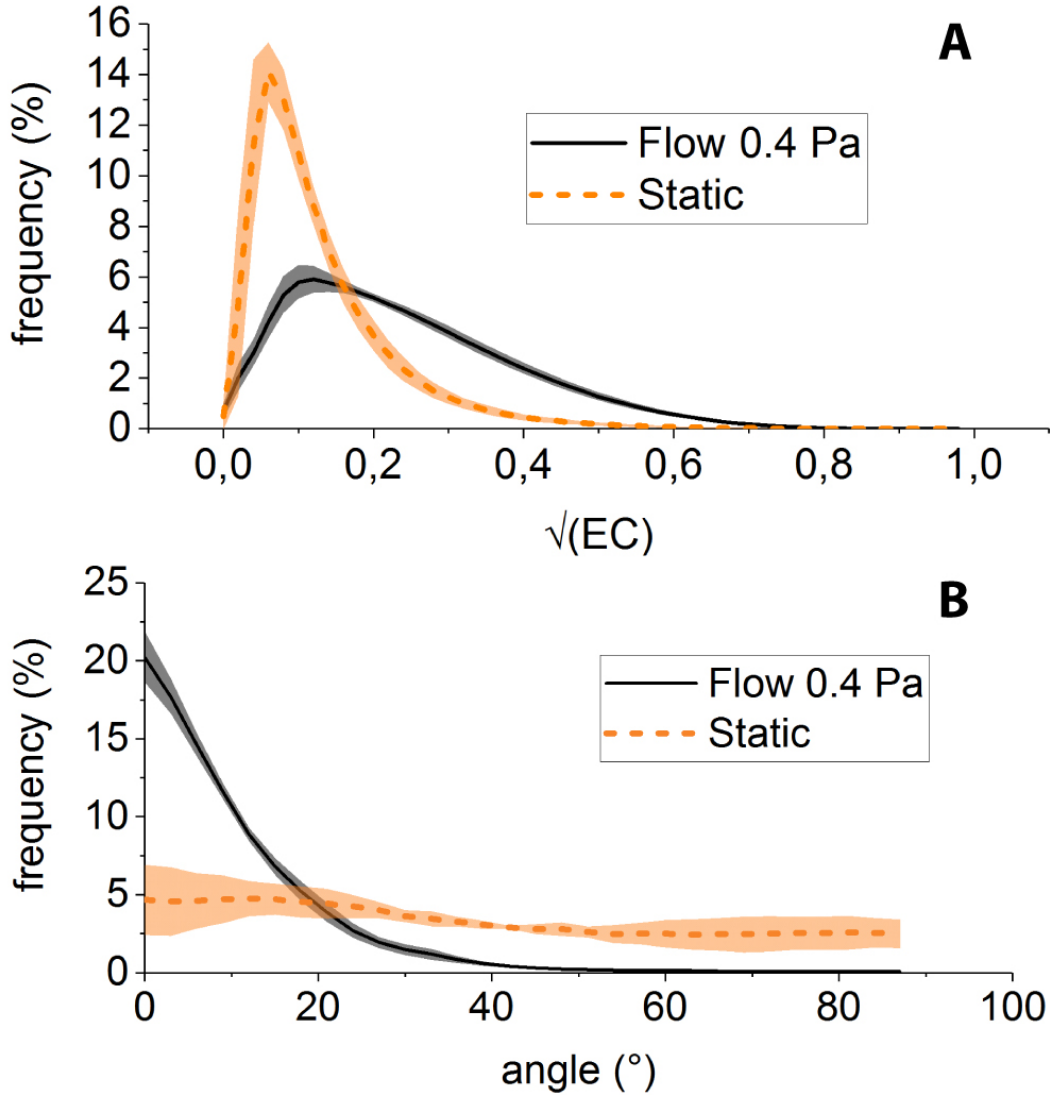 A
16
14
12
10
8
6
4
2
0
frequency (%)
Flow 0.4 Pa
Static
0,0 0,2 0,4 0,6 0,8 1,0
√(EC)
B
25
20
15
10
5
0
frequency (%)
Flow 0.4 Pa
Static
0 20 40 60 80 100
angle (°)